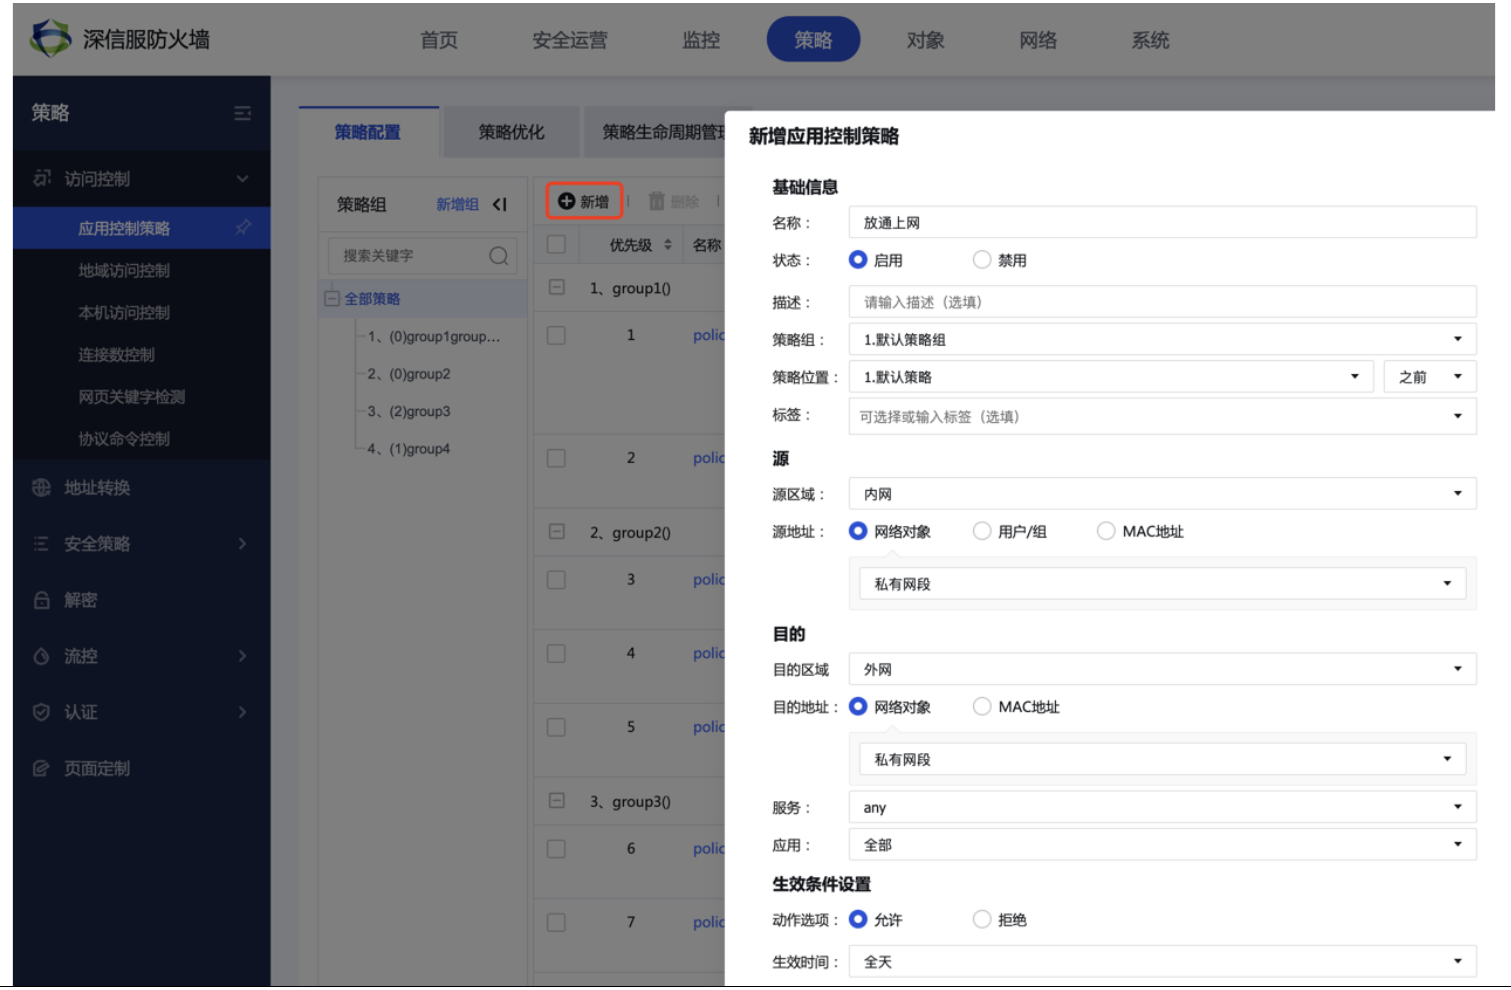 深信服防火墙
首页 安全运营 监控 策略 对象 网络 系统
策略
访问控制
应用控制策略
地域访问控制
本机访问控制
连接数控制
网页关键字检测
协议命令控制
地址转换
安全策略
解密
流控
认证
页面定制
策略配置 策略优化 策略生命周期管理
策略组 新增组
搜索关键字
全部策略
1、(0)group1group...
2、(0)group2
3、(2)group3
4、(1)group4
新增 删除
优先级 名称
1、group1()
1 polic
2 polic
2、group2()
3 polic
4 polic
5 polic
3、group3()
6 polic
7 polic
新增应用控制策略
基础信息
名称： 放通上网
状态： 启用 禁用
描述： 请输入描述（选填）
策略组： 1.默认策略组
策略位置： 1.默认策略 之前
标签： 可选择或输入标签（选填）
源
源区域： 内网
源地址： 网络对象 用户/组 MAC地址
私有网段
目的
目的区域 外网
目的地址： 网络对象 MAC地址
私有网段
服务： any
应用： 全部
生效条件设置
动作选项： 允许 拒绝
生效时间： 全天